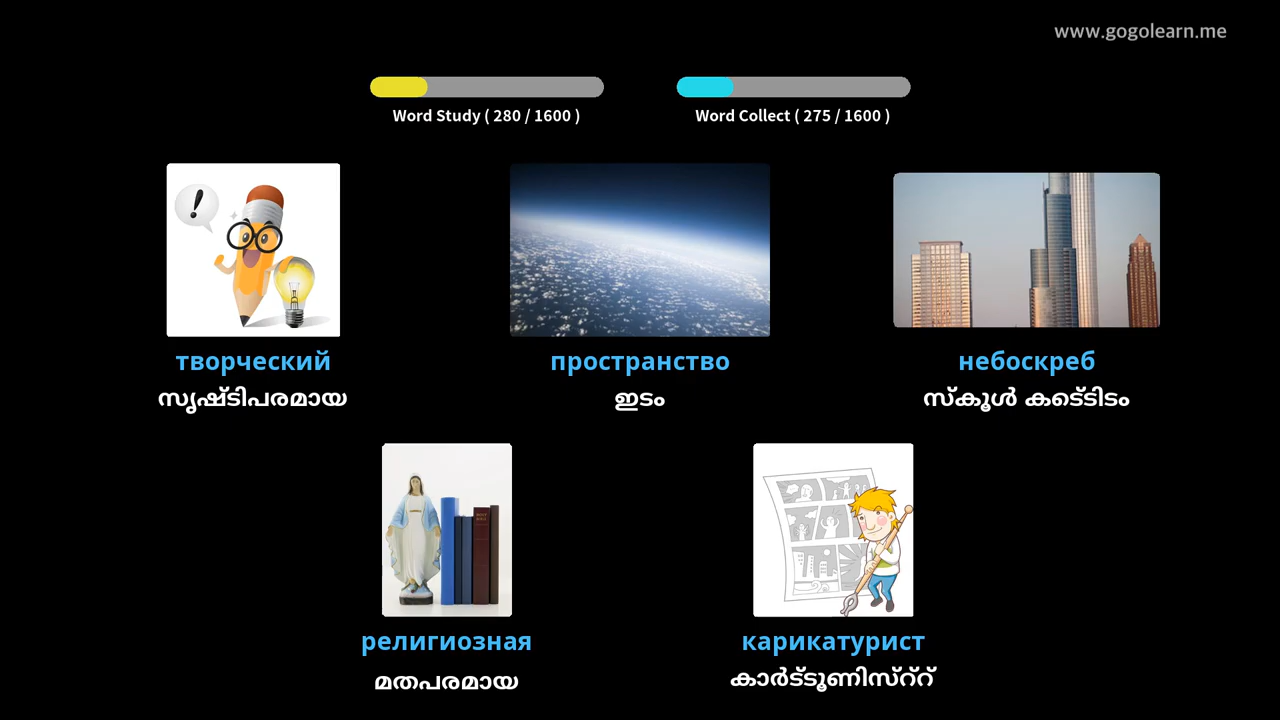 www.gogolearn.me
Word Study ( 280 / 1600 )
Word Collect ( 275 / 1600 )
!
творческий
സൃഷ്ടിപരമായ
пространство
ഇടം
небоскреб
സ്കൂൾ കെട്ടിടം
религиозная
മതപരമായ
карикатурист
കാർട്ടൂണിസ്റ്റ്